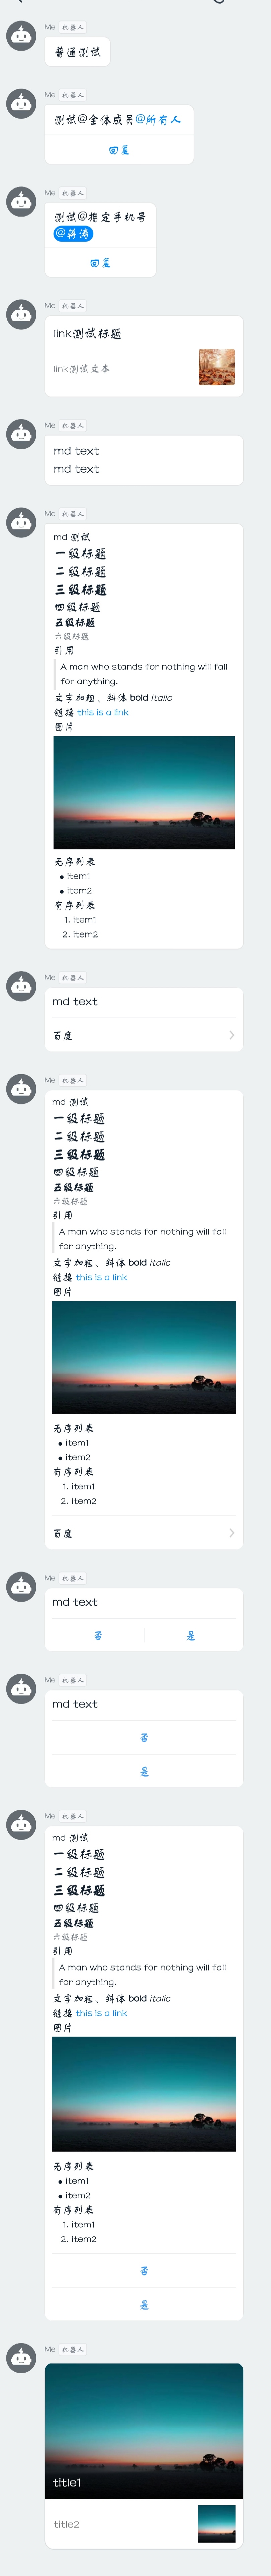 Me 机器人
普通测试
Me 机器人
测试@全体成员@所有人
回复
Me 机器人
测试@指定手机号
@蒋涛
回复
Me 机器人
link测试标题
link测试文本
Me 机器人
md text
md text
Me 机器人
md 测试
一级标题
二级标题
三级标题
四级标题
五级标题
六级标题
引用
A man who stands for nothing will fall
for anything.
文字加粗、斜体 bold italic
链接 this is a link
图片
无序列表
• item1
• item2
有序列表
1. item1
2. item2
Me 机器人
md text
百度
Me 机器人
md 测试
一级标题
二级标题
三级标题
四级标题
五级标题
六级标题
引用
A man who stands for nothing will fall
for anything.
文字加粗、斜体 bold italic
链接 this is a link
图片
无序列表
• item1
• item2
有序列表
1. item1
2. item2
百度
Me 机器人
md text
否 是
Me 机器人
md text
否
是
Me 机器人
md 测试
一级标题
二级标题
三级标题
四级标题
五级标题
六级标题
引用
A man who stands for nothing will fall
for anything.
文字加粗、斜体 bold italic
链接 this is a link
图片
无序列表
• item1
• item2
有序列表
1. item1
2. item2
否
是
Me 机器人
title1
title2